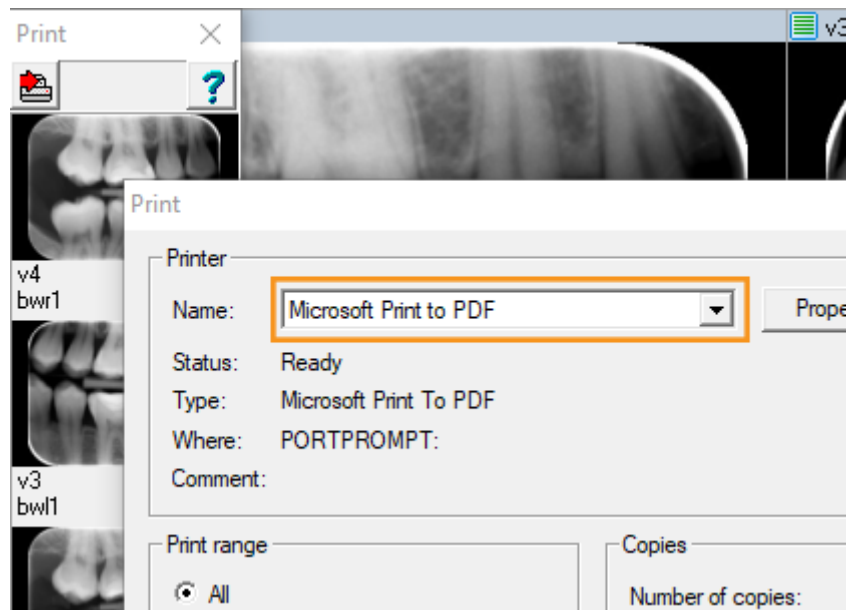 Print
v3
v4
bwr1
v3
bwl1
Print
Printer
Name: Microsoft Print to PDF
Status: Ready
Type: Microsoft Print To PDF
Where: PORTPROMPT:
Comment:
Print range
All
Copies
Number of copies: